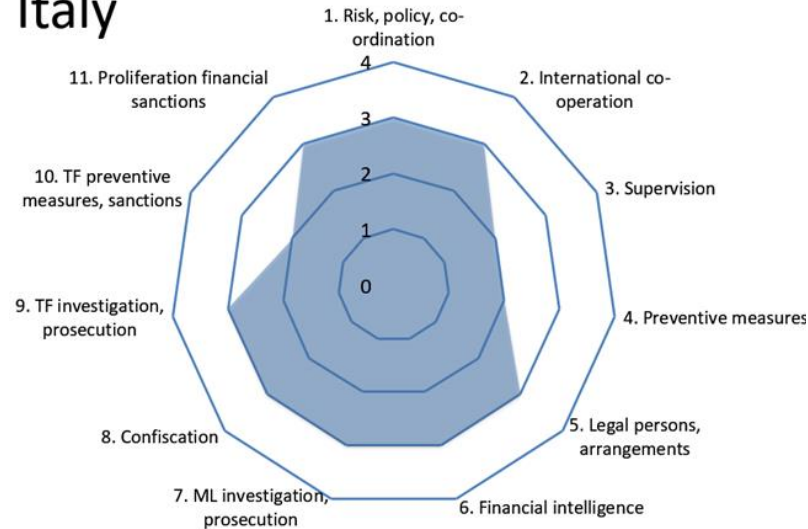 Italy
1. Risk, policy, co-
ordination
2. International co-
operation
3. Supervision
4. Preventive measures
5. Legal persons,
arrangements
6. Financial intelligence
7. ML investigation,
prosecution
8. Confiscation
9. TF investigation,
prosecution
10. TF preventive
measures, sanctions
11. Proliferation financial
sanctions
4
3
2
1
0